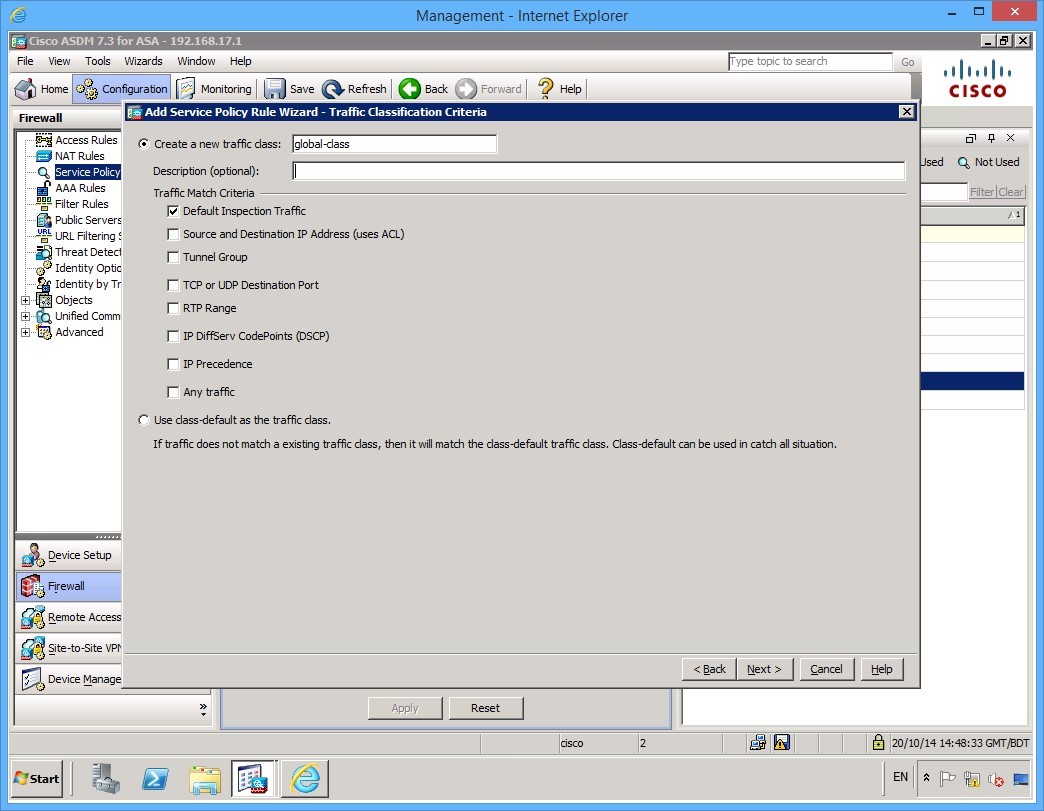 Management - Internet Explorer
Cisco ASDM 7.3 for ASA - 192.168.17.1
File View Tools Wizards Window Help
Type topic to search
Go
Home Configuration Monitoring Save Refresh Back Forward Help
CISCO
Firewall
Add Service Policy Rule Wizard - Traffic Classification Criteria
Access Rules
NAT Rules
Service Policy
AAA Rules
Filter Rules
Public Servers
URL Filtering
Threat Detect
Identity Optio
Identity by Tr
Objects
Unified Comm
Advanced
Create a new traffic class: global-class
Description (optional):
Traffic Match Criteria
Default Inspection Traffic
Source and Destination IP Address (uses ACL)
Tunnel Group
TCP or UDP Destination Port
RTP Range
IP DiffServ CodePoints (DSCP)
IP Precedence
Any traffic
Use class-default as the traffic class.
If traffic does not match a existing traffic class, then it will match the class-default traffic class. Class-default can be used in catch all situation.
Used Not Used
Filter Clear
1
Device Setup
Firewall
Remote Access
Site-to-Site VPN
Device Manage
< Back Next > Cancel Help
Apply Reset
cisco 2 20/10/14 14:48:33 GMT/BDT
Start
EN